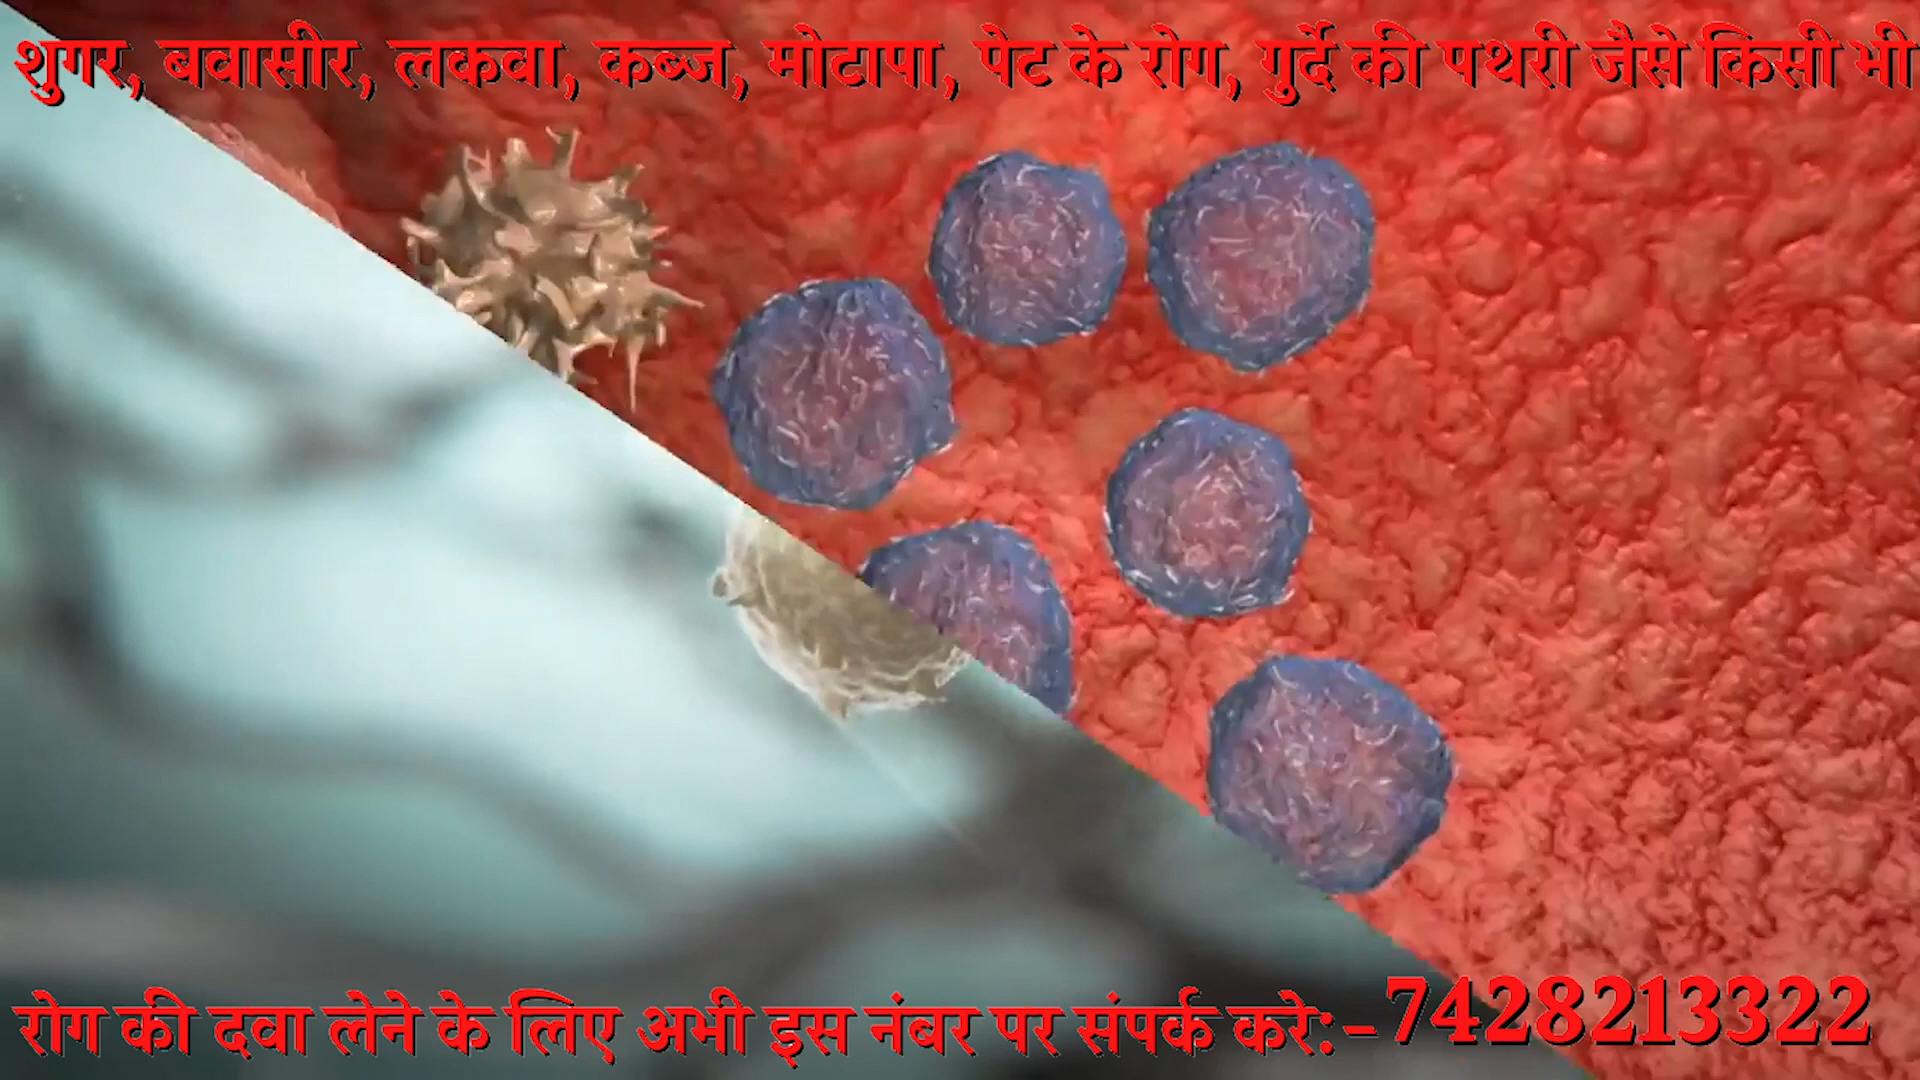 शुगर, बवासीर, लकवा, कब्ज, मोटापा, पेट के रोग, गुर्दे की पथरी जैसे किसी भी
रोग की दवा लेने के लिए अभी इस नंबर पर संपर्क करे:-7428213322